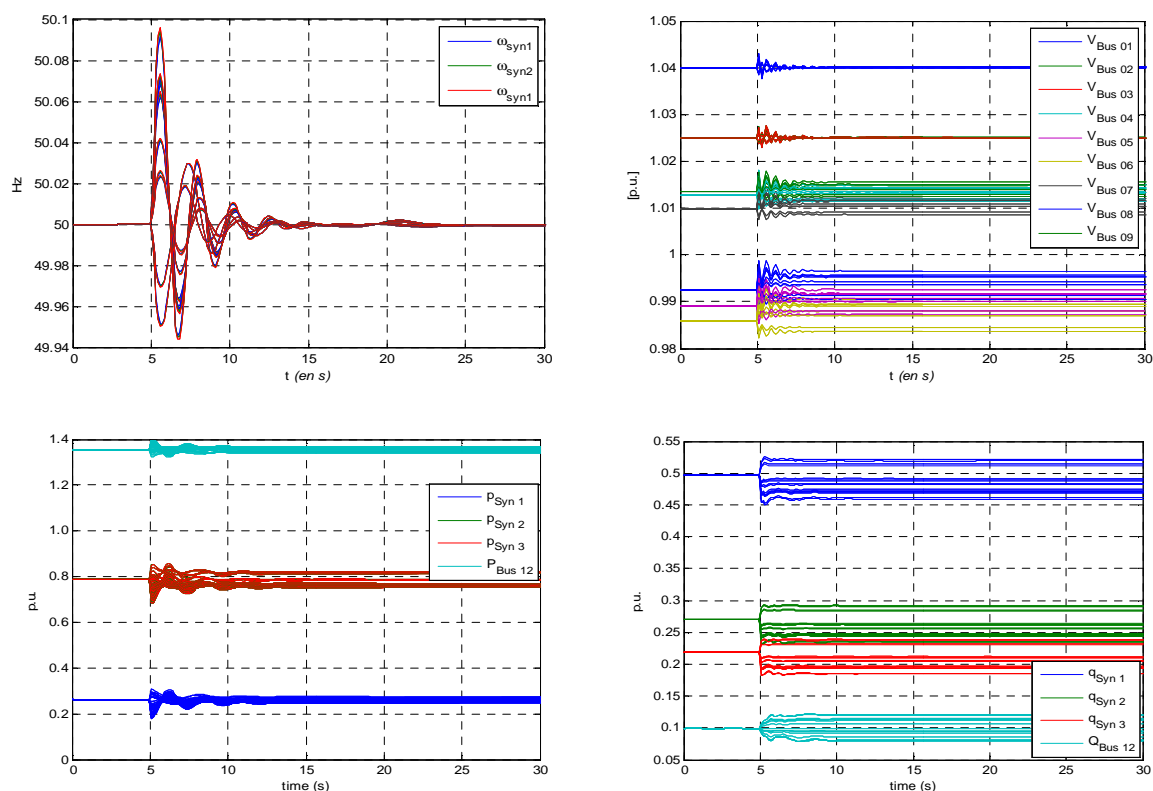 50.1
50.08
50.06
50.04
50.02
50
49.98
49.96
49.94
Hz
0 5 10 15 20 25 30
t (en s)
ωsyn1
ωsyn2
ωsyn1
1.05
1.04
1.03
1.02
1.01
1
0.99
0.98
[p.u.]
0 5 10 15 20 25 30
t (en s)
VBus 01
VBus 02
VBus 03
VBus 04
VBus 05
VBus 06
VBus 07
VBus 08
VBus 09
1.4
1.2
1
0.8
0.6
0.4
0.2
0
p.u.
0 5 10 15 20 25 30
time (s)
pSyn 1
pSyn 2
pSyn 3
PBus 12
0.55
0.5
0.45
0.4
0.35
0.3
0.25
0.2
0.15
0.1
0.05
p.u.
0 5 10 15 20 25 30
time (s)
qSyn 1
qSyn 2
qSyn 3
QBus 12